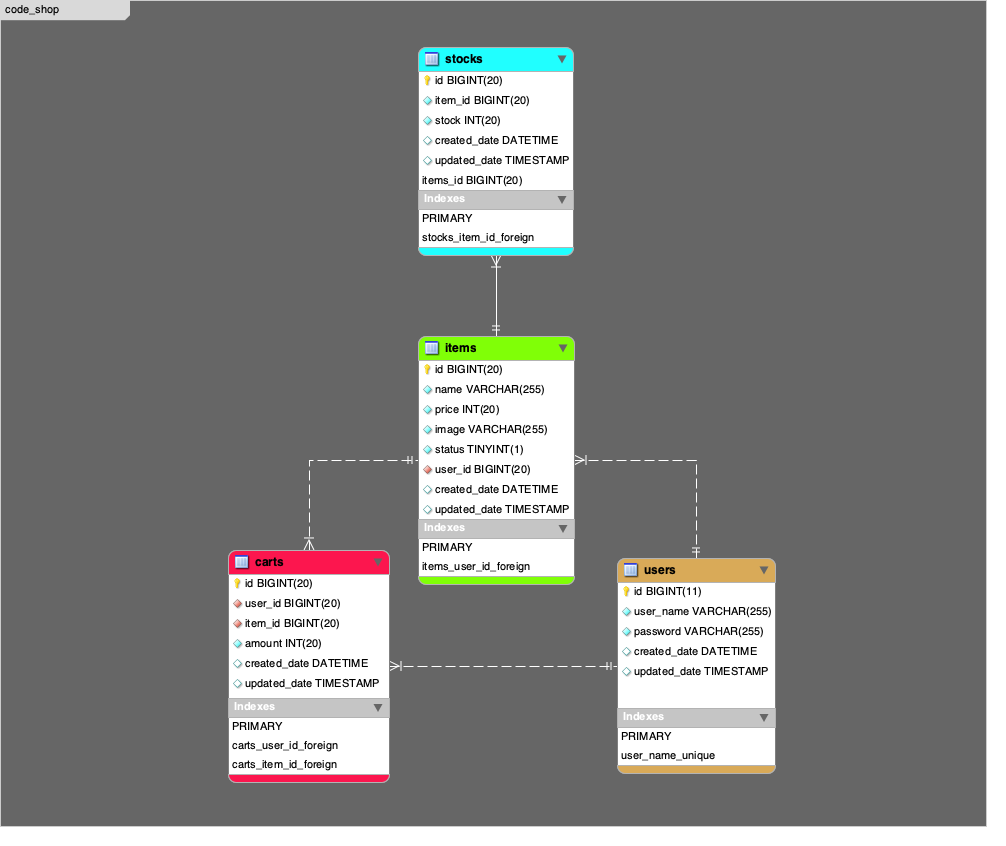 code_shop
stocks
id BIGINT(20)
item_id BIGINT(20)
stock INT(20)
created_date DATETIME
updated_date TIMESTAMP
items_id BIGINT(20)
Indexes
PRIMARY
stocks_item_id_foreign
items
id BIGINT(20)
name VARCHAR(255)
price INT(20)
image VARCHAR(255)
status TINYINT(1)
user_id BIGINT(20)
created_date DATETIME
updated_date TIMESTAMP
Indexes
PRIMARY
items_user_id_foreign
carts
id BIGINT(20)
user_id BIGINT(20)
item_id BIGINT(20)
amount INT(20)
created_date DATETIME
updated_date TIMESTAMP
Indexes
PRIMARY
carts_user_id_foreign
carts_item_id_foreign
users
id BIGINT(11)
user_name VARCHAR(255)
password VARCHAR(255)
created_date DATETIME
updated_date TIMESTAMP
Indexes
PRIMARY
user_name_unique